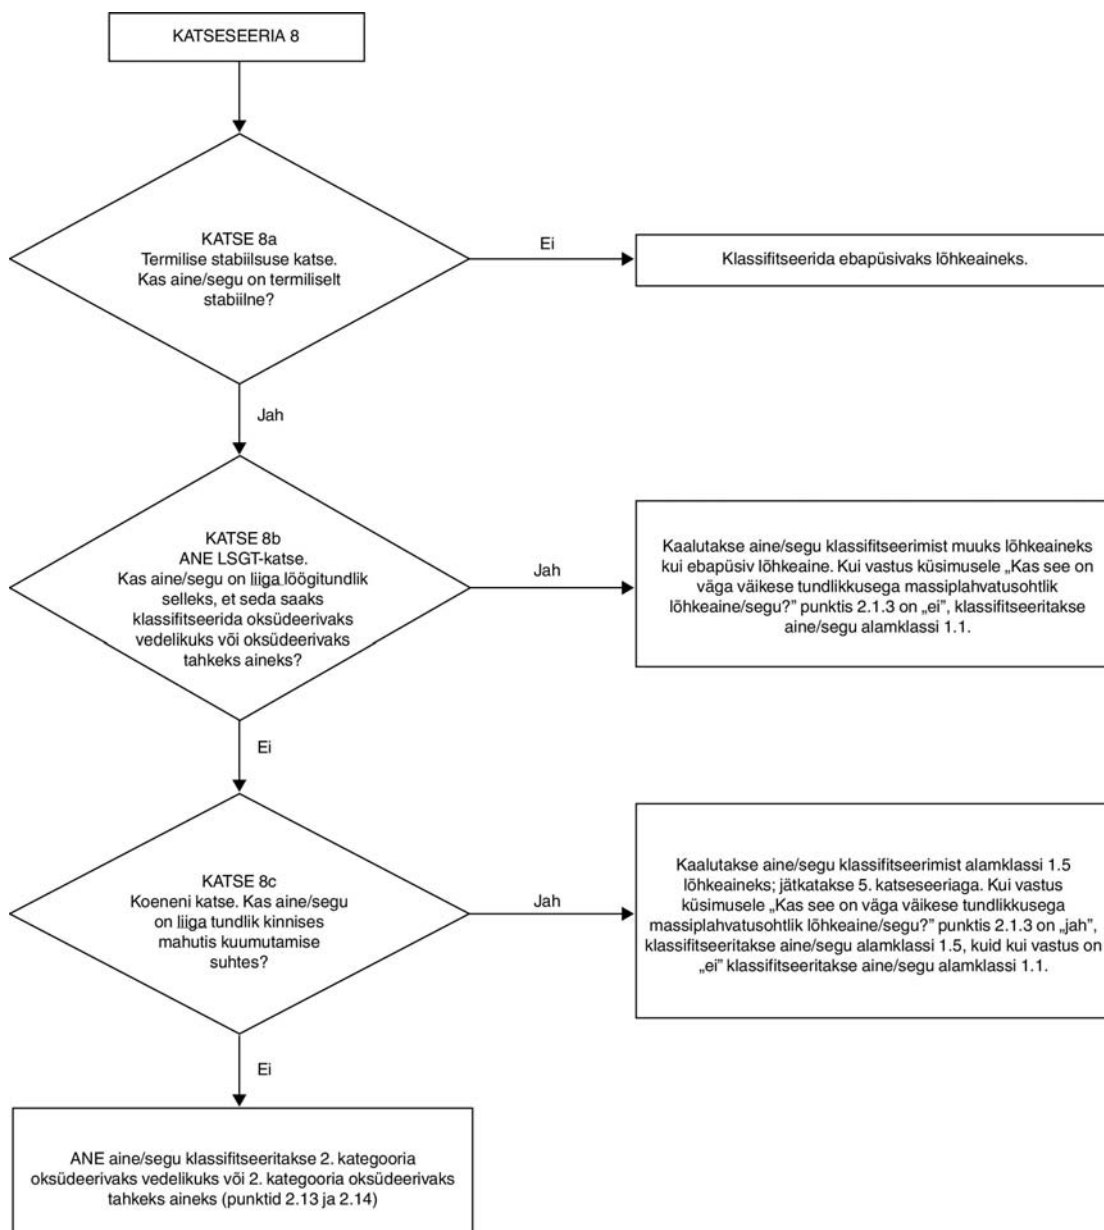 KATSESEERIA 8
KATSE 8a
Termilise stabiilsuse katse.
Kas aine/segu on termiliselt
stabiilne?
Ei
Klassifitseerida ebapüsivaks lõhkeaineks.
Jah
KATSE 8b
ANE LSGT-katse.
Kas aine/segu on liiga löögitundlik
selleks, et seda saaks
klassifitseerida oksüdeerivaks
vedelikuks või oksüdeerivaks
tahkeks aineks?
Jah
Kaalutakse aine/segu klassifitseerimist muuks lõhkeaineks
kui ebapüsiv lõhkeaine. Kui vastus küsimusele „Kas see on
väga väikese tundlikkusega massiplahvatusohtlik
lõhkeaine/segu?” punktis 2.1.3 on „ei”, klassifitseeritakse
aine/segu alamklassi 1.1.
Ei
KATSE 8c
Koeneni katse. Kas aine/segu
on liiga tundlik kinnises
mahutis kuumutamise
suhtes?
Jah
Kaalutakse aine/segu klassifitseerimist alamklassi 1.5
lõhkeaineks; jätkatakse 5. katseseeriaga. Kui vastus
küsimusele „Kas see on väga väikese tundlikkusega
massiplahvatusohtlik lõhkeaine/segu?” punktis 2.1.3 on „jah”,
klassifitseeritakse aine/segu alamklassi 1.5, kuid kui vastus on
„ei” klassifitseeritakse aine/segu alamklassi 1.1.
Ei
ANE aine/segu klassifitseeritakse 2. kategooria
oksüdeerivaks vedelikuks või 2. kategooria oksüdeerivaks
tahkeks aineks (punktid 2.13 ja 2.14)